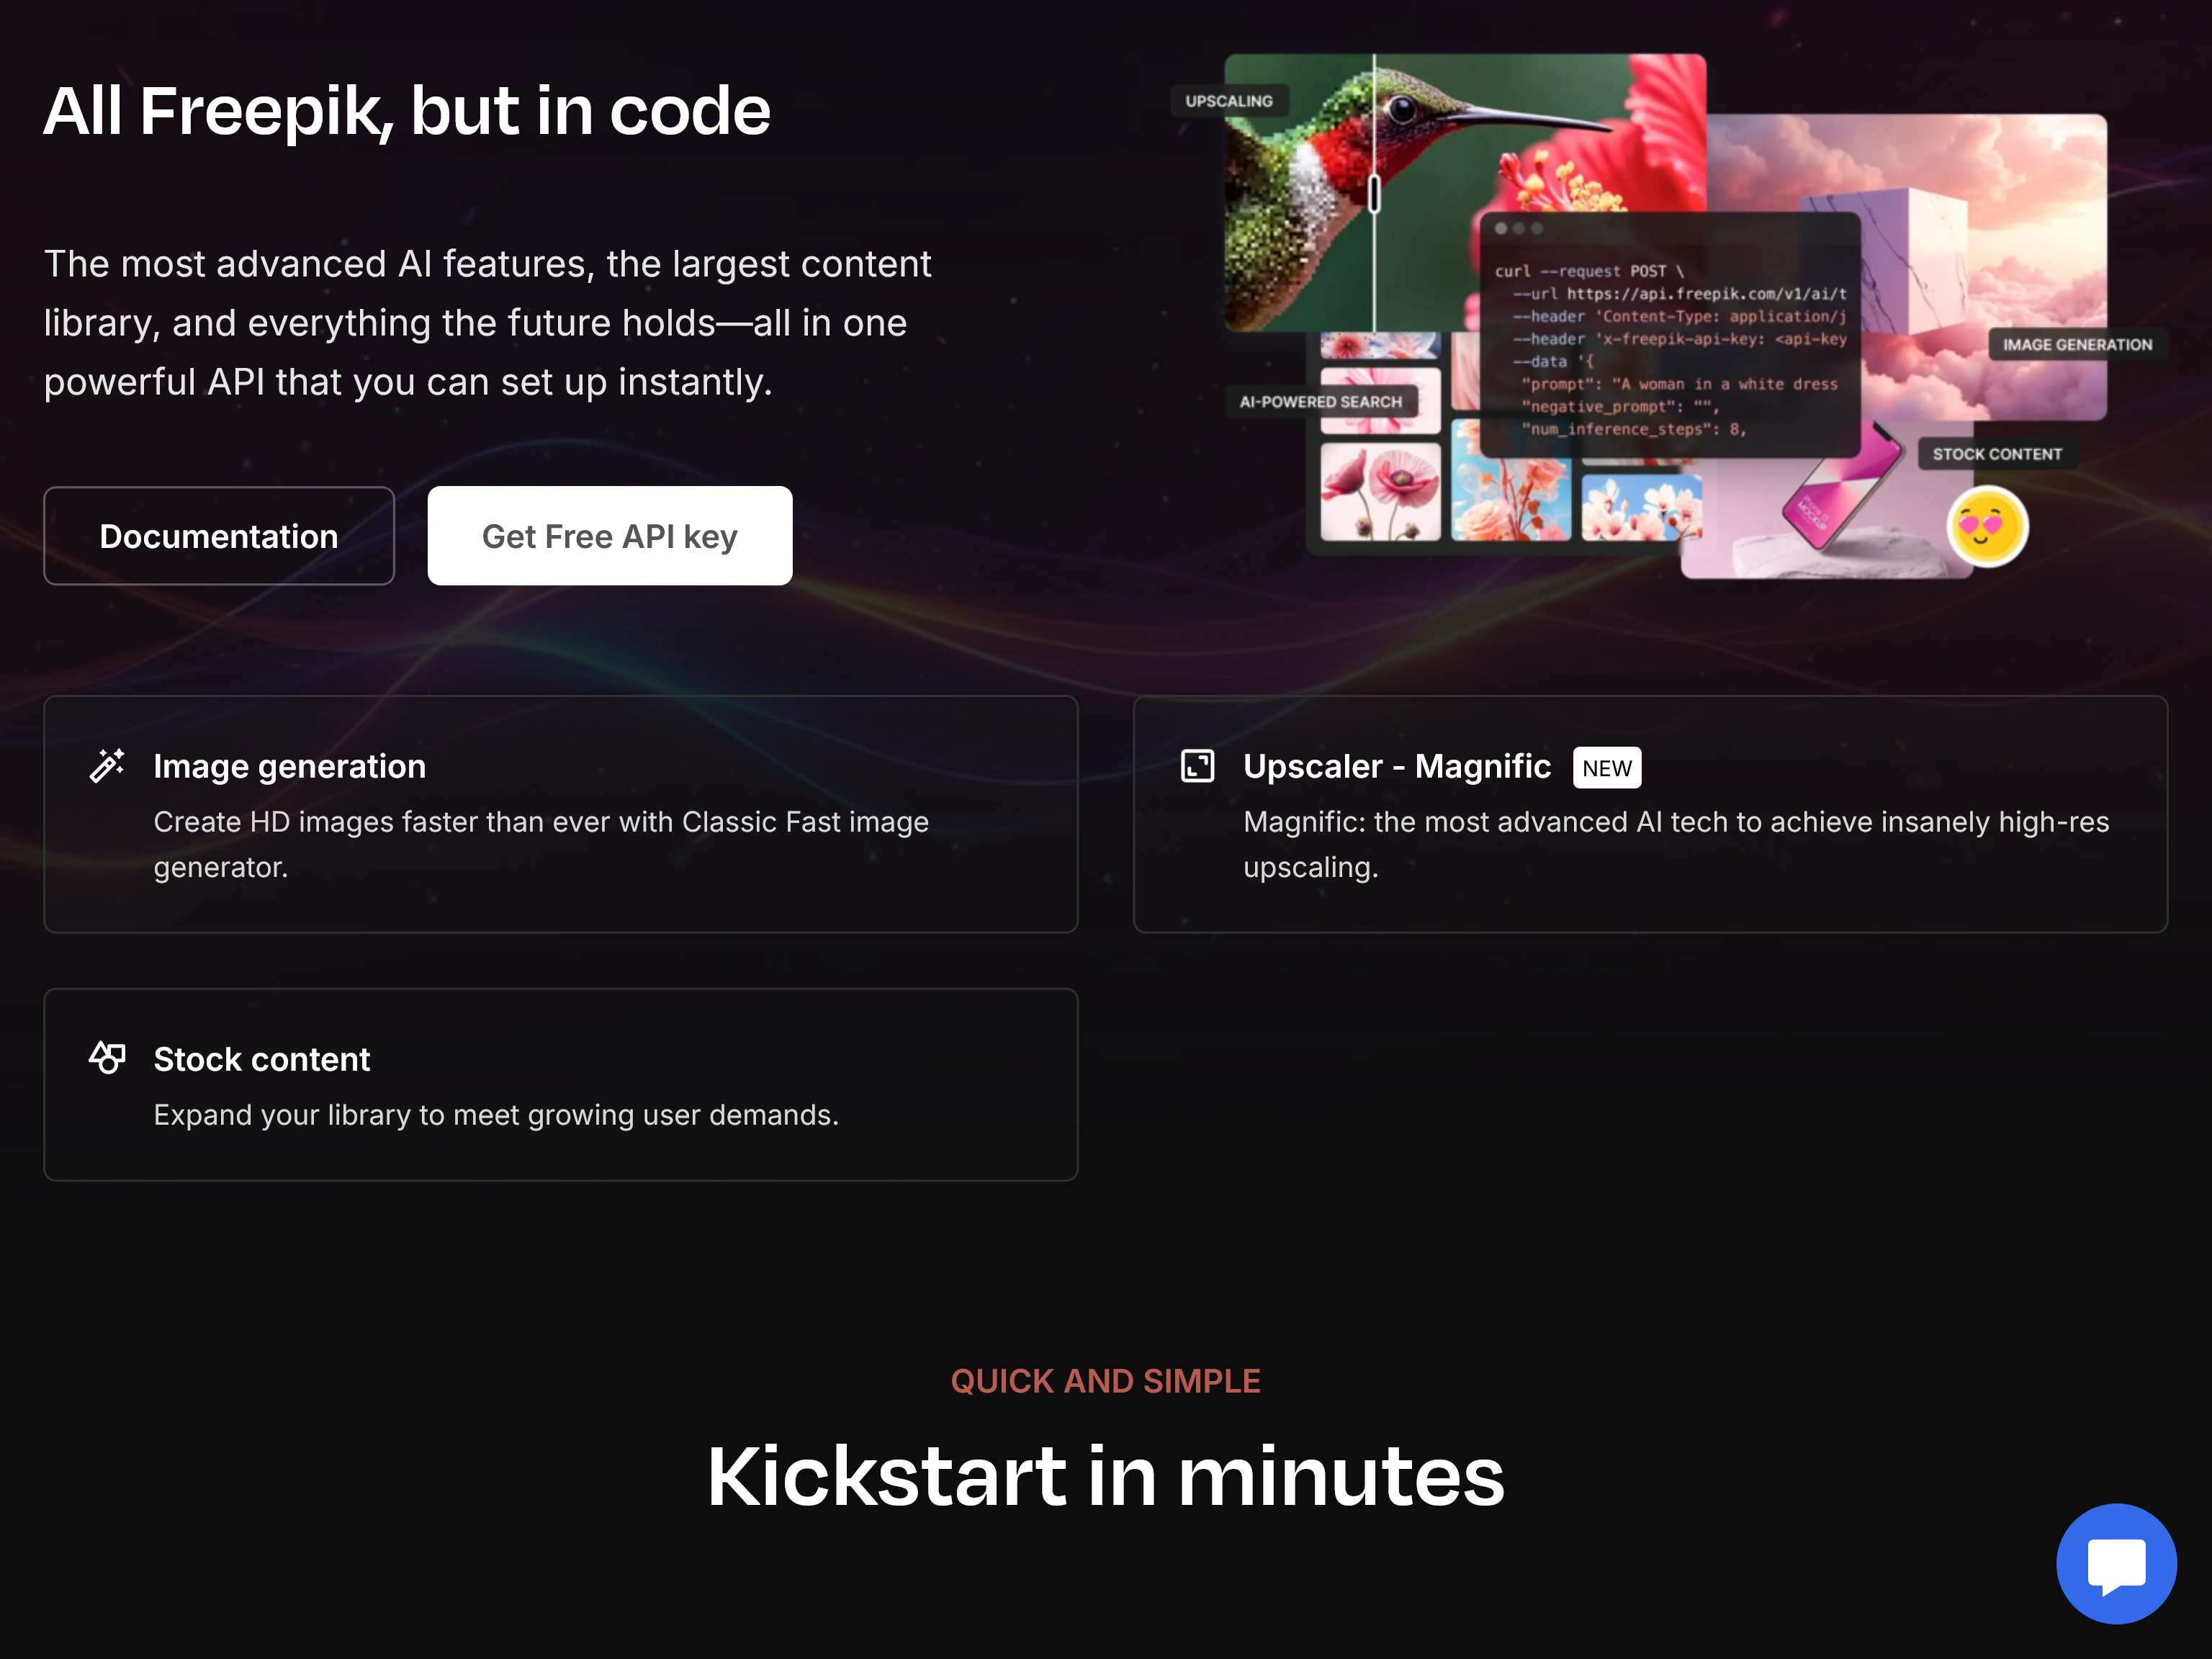 All Freepik, but in code
The most advanced AI features, the largest content
library, and everything the future holds—all in one
powerful API that you can set up instantly.
Documentation
Get Free API key
UPSCALING
curl --request POST \
--url https://api.freepik.com/v1/ai/t
--header 'Content-Type: application/j
--header 'x-freepik-api-key: <api-key
--data '{
"prompt": "A woman in a white dress
"negative_prompt": "",
"num_inference_steps": 8,
IMAGE GENERATION
AI-POWERED SEARCH
STOCK CONTENT
MOCKUP
Image generation
Create HD images faster than ever with Classic Fast image
generator.
Upscaler - Magnific NEW
Magnific: the most advanced AI tech to achieve insanely high-res
upscaling.
Stock content
Expand your library to meet growing user demands.
QUICK AND SIMPLE
Kickstart in minutes